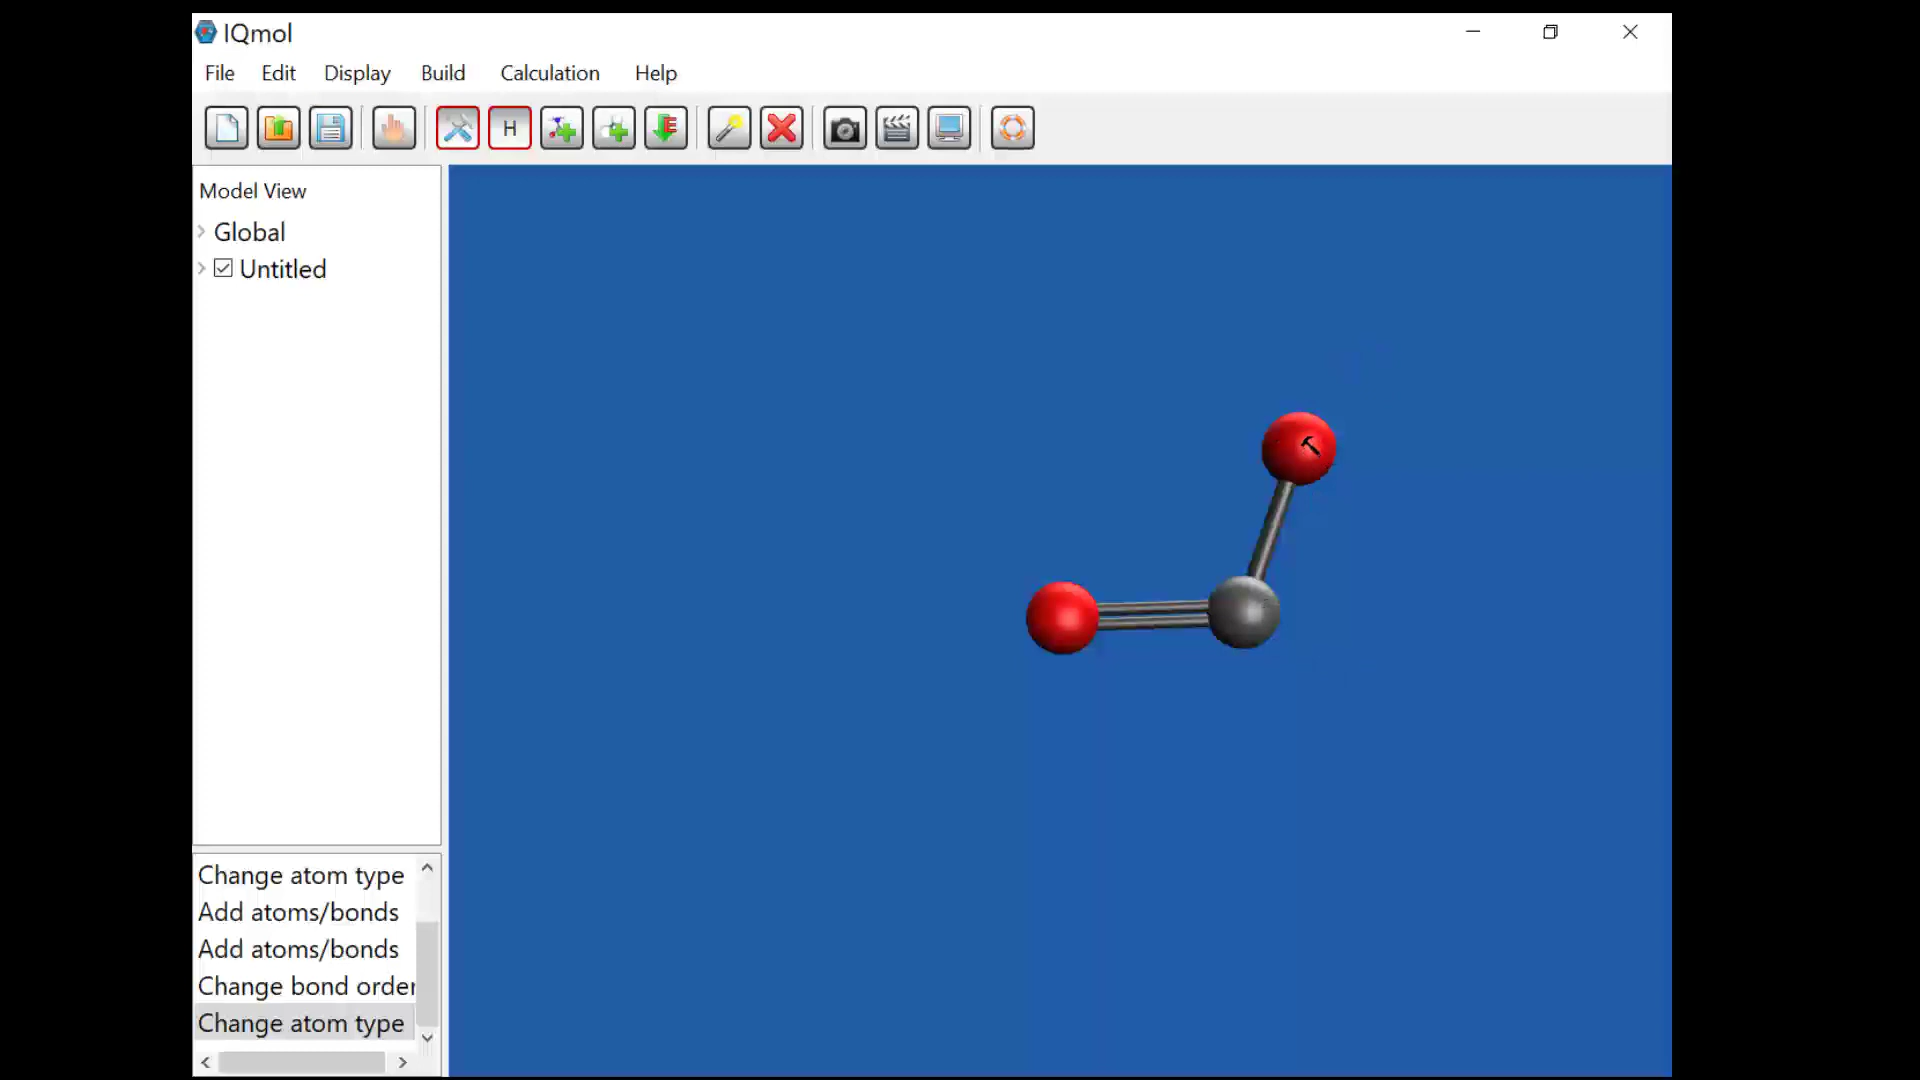 IQmol
File Edit Display Build Calculation Help
H
Model View
Global
Untitled
Change atom type
Add atoms/bonds
Add atoms/bonds
Change bond order
Change atom type